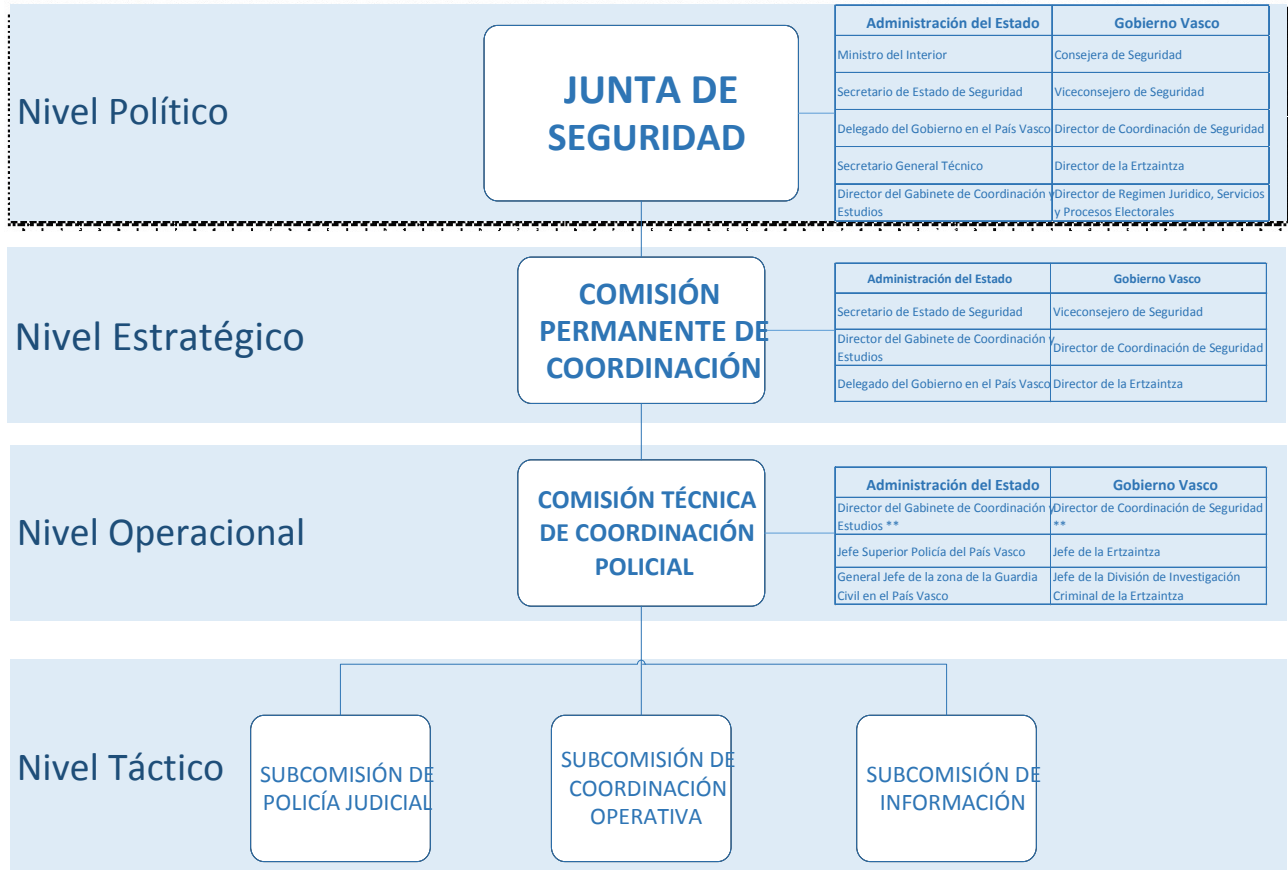 Nivel Político
JUNTA DE
SEGURIDAD
Administración del Estado Gobierno Vasco
Ministro del Interior Consejera de Seguridad
Secretario de Estado de Seguridad Viceconsejero de Seguridad
Delegado del Gobierno en el País Vasco Director de Coordinación de Seguridad
Secretario General Técnico Director de la Ertzaintza
Director del Gabinete de Coordinación y Director de Regimen Juridico, Servicios
Estudios y Procesos Electorales
Nivel Estratégico
COMISIÓN
PERMANENTE DE
COORDINACIÓN
Administración del Estado Gobierno Vasco
Secretario de Estado de Seguridad Viceconsejero de Seguridad
Director del Gabinete de Coordinación y
Estudios Director de Coordinación de Seguridad
Delegado del Gobierno en el País Vasco Director de la Ertzaintza
Nivel Operacional
COMISIÓN TÉCNICA
DE COORDINACIÓN
POLICIAL
Administración del Estado Gobierno Vasco
Director del Gabinete de Coordinación y Director de Coordinación de Seguridad
Estudios ** **
Jefe Superior Policía del País Vasco Jefe de la Ertzaintza
General Jefe de la zona de la Guardia Jefe de la División de Investigación
Civil en el País Vasco Criminal de la Ertzaintza
Nivel Táctico
SUBCOMISIÓN DE
POLICÍA JUDICIAL
SUBCOMISIÓN DE
COORDINACIÓN
OPERATIVA
SUBCOMISIÓN DE
INFORMACIÓN